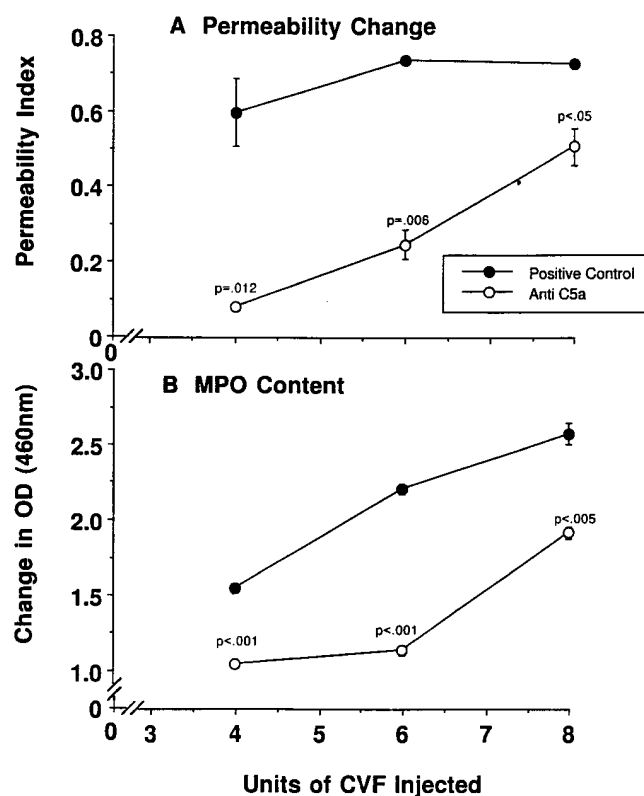 A Permeability Change
Permeability Index
0.8
0.6
0.4
0.2
0
0
p=.012
p=.006
p<.05
Positive Control
Anti C5a
B MPO Content
Change in OD (460nm)
3.0
2.5
2.0
1.5
1.0
0
p<.001
p<.001
p<.005
0 3 4 5 6 7 8
Units of CVF Injected